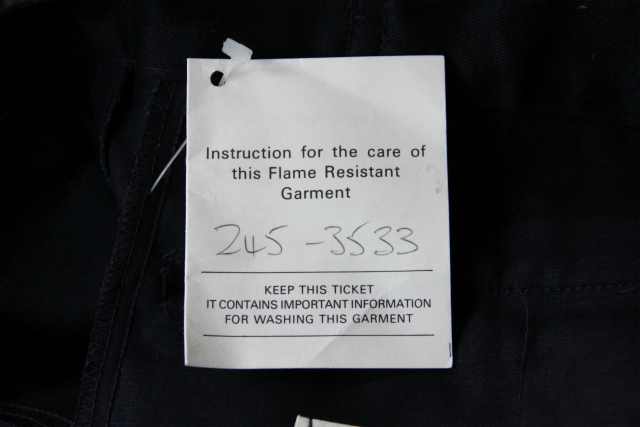 Instruction for the care of
this Flame Resistant
Garment
245 - 3533
KEEP THIS TICKET
IT CONTAINS IMPORTANT INFORMATION
FOR WASHING THIS GARMENT